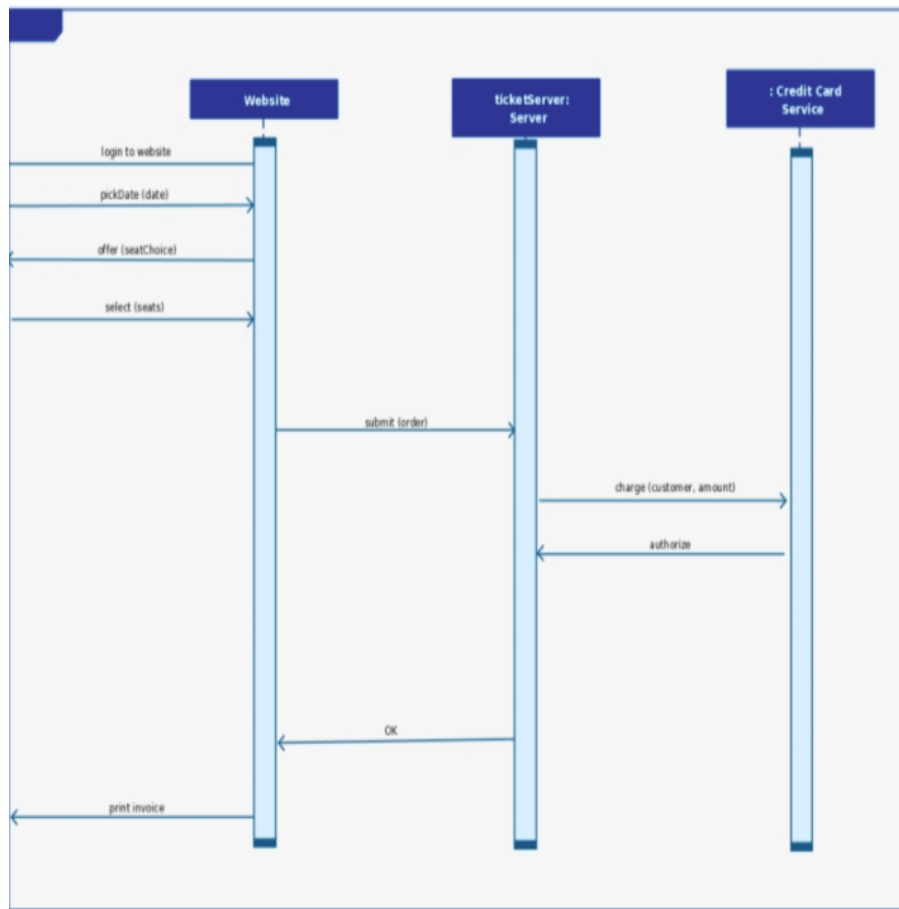 Website
ticketServer:
Server
: Credit Card
Service
login to website
pickDate (date)
offer (seatChoice)
select (seats)
submit (order)
charge (customer, amount)
authorize
OK
print invoice